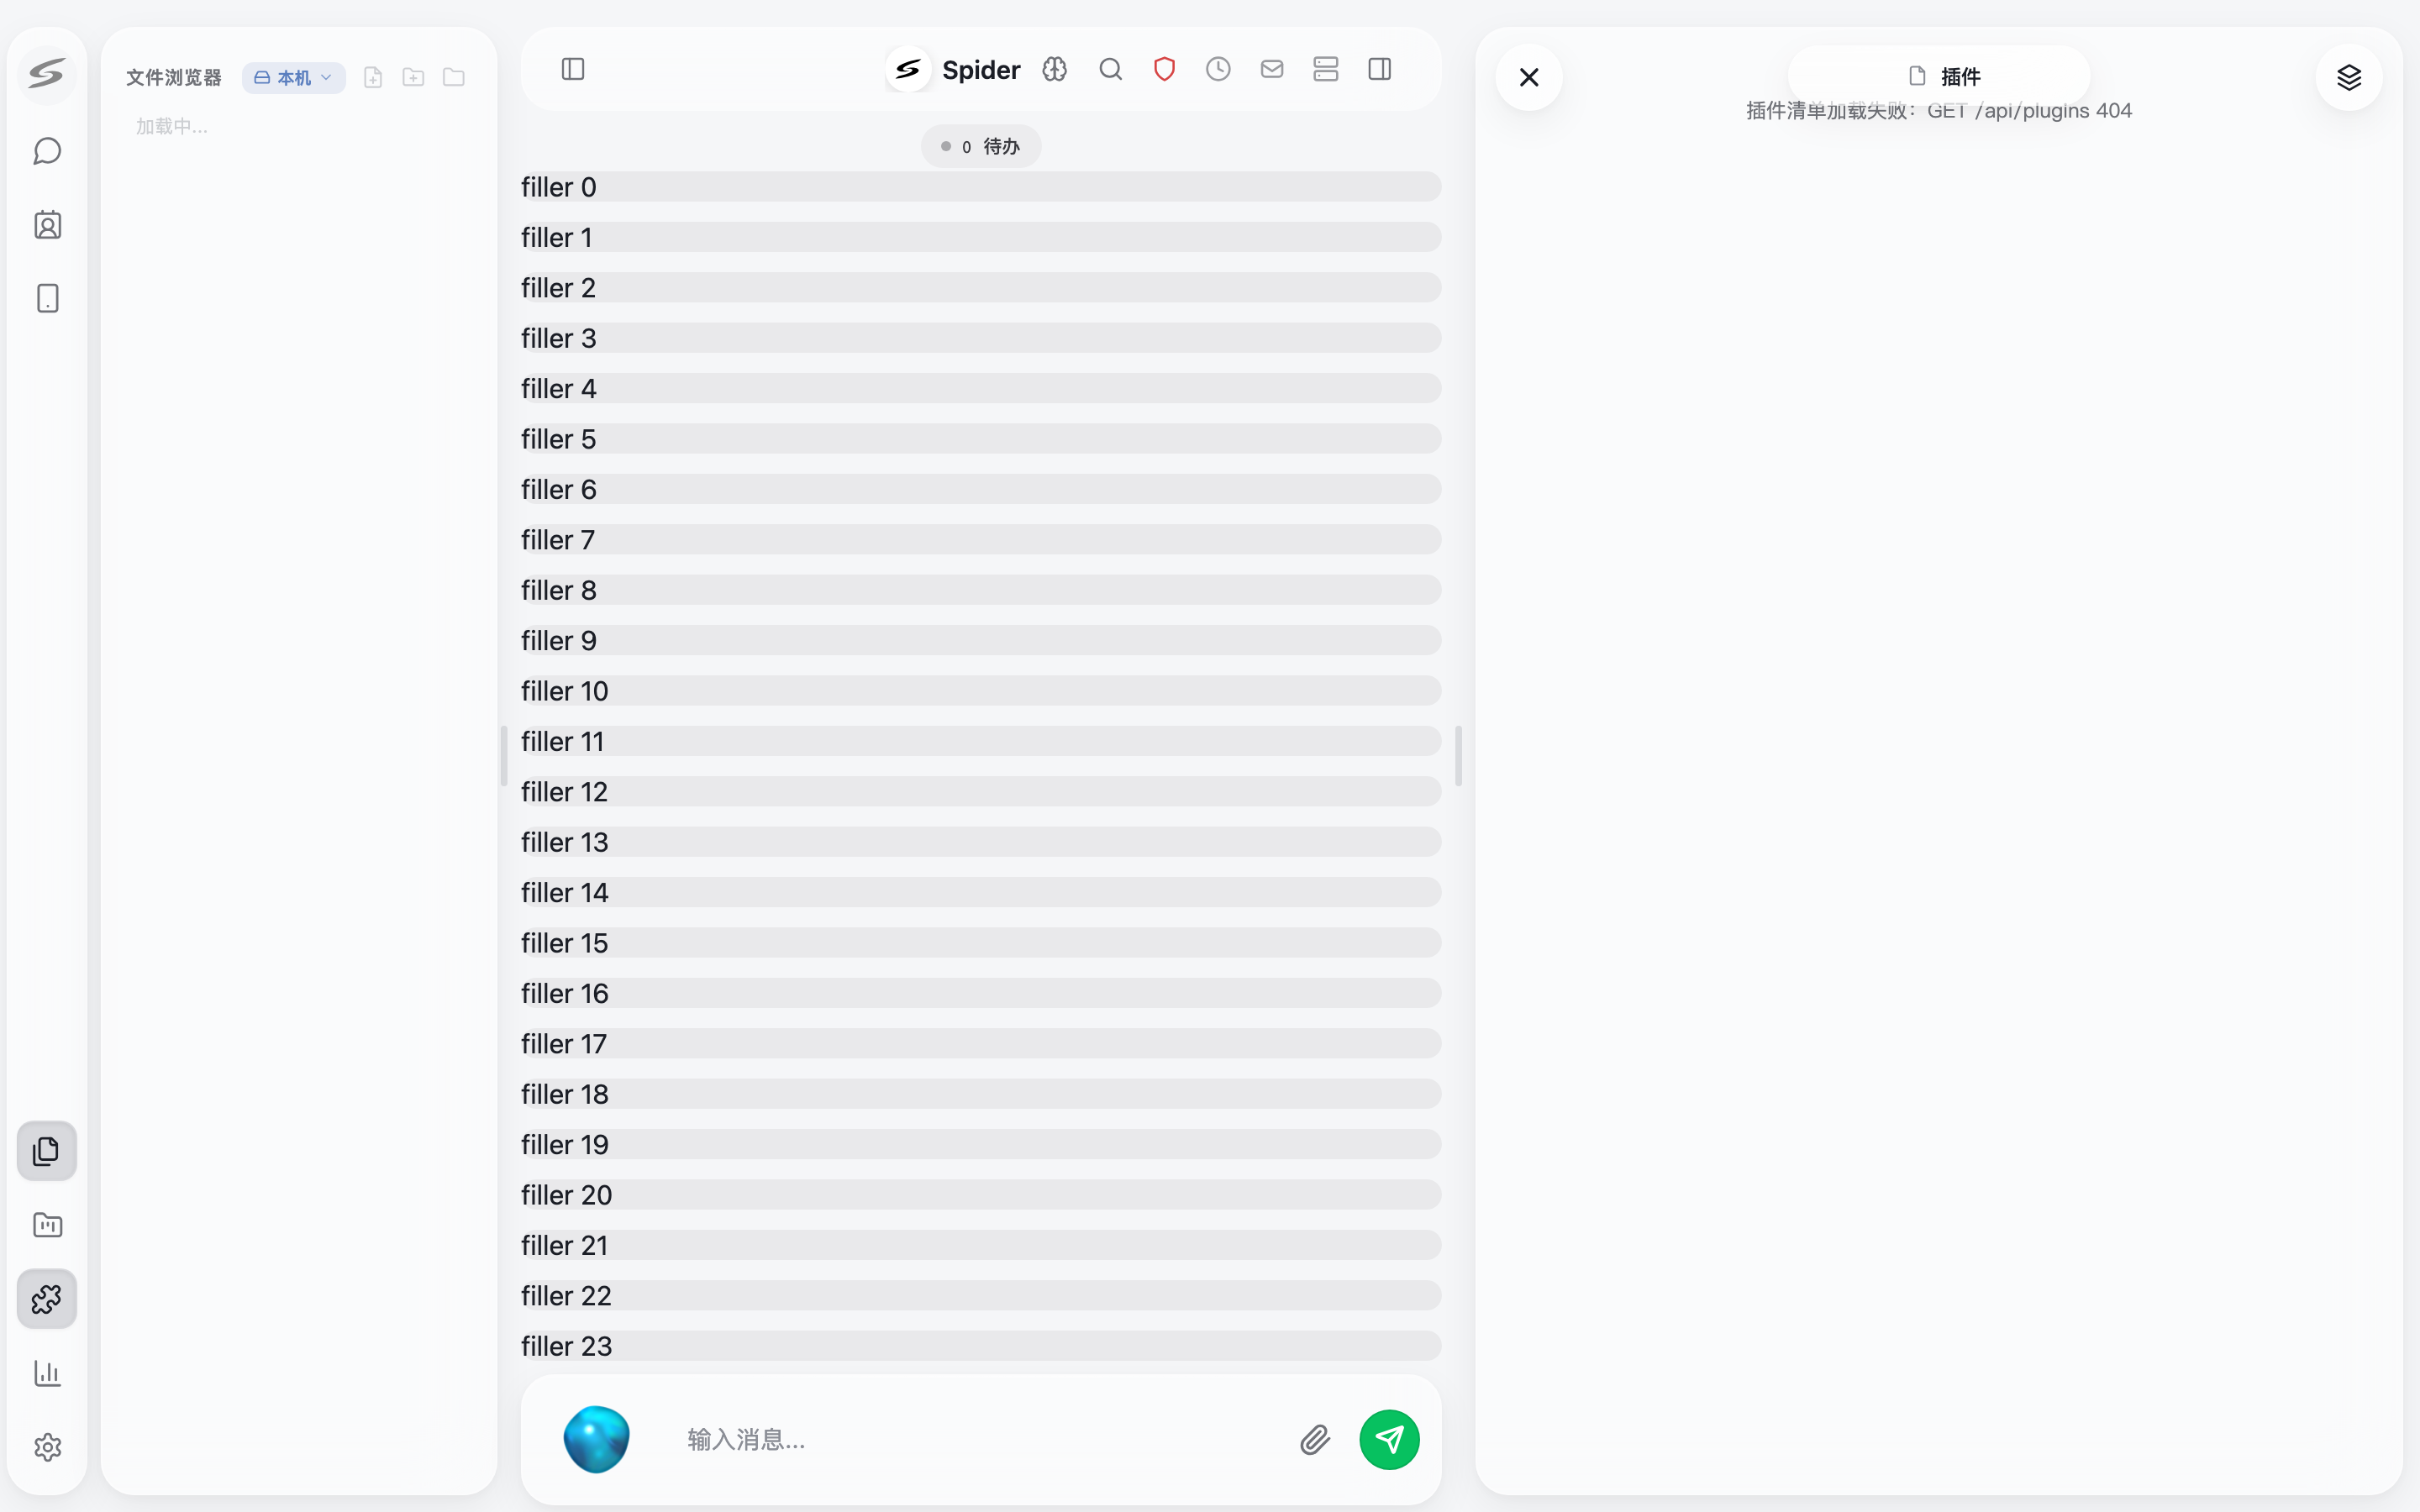 文件浏览器 本机
加载中...
Spider
0 待办
filler 0
filler 1
filler 2
filler 3
filler 4
filler 5
filler 6
filler 7
filler 8
filler 9
filler 10
filler 11
filler 12
filler 13
filler 14
filler 15
filler 16
filler 17
filler 18
filler 19
filler 20
filler 21
filler 22
filler 23
输入消息...
插件
插件清单加载失败：GET /api/plugins 404